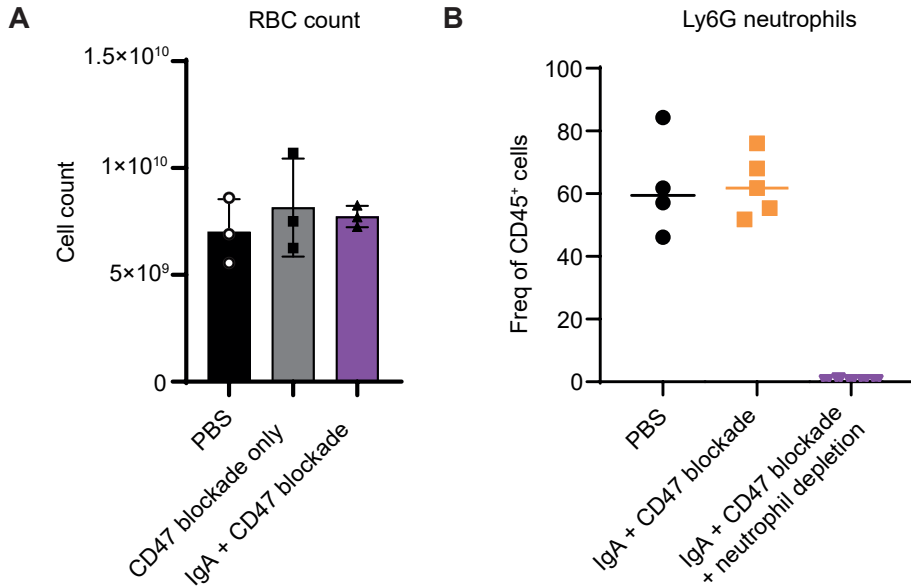 A
RBC count
1.5×10¹⁰
1×10¹⁰
5×10⁹
0
Cell count
PBS
CD47 blockade only
IgA + CD47 blockade
B
Ly6G neutrophils
100
80
60
40
20
0
Freq of CD45⁺ cells
PBS
IgA + CD47 blockade
IgA + CD47 blockade
+ neutrophil depletion